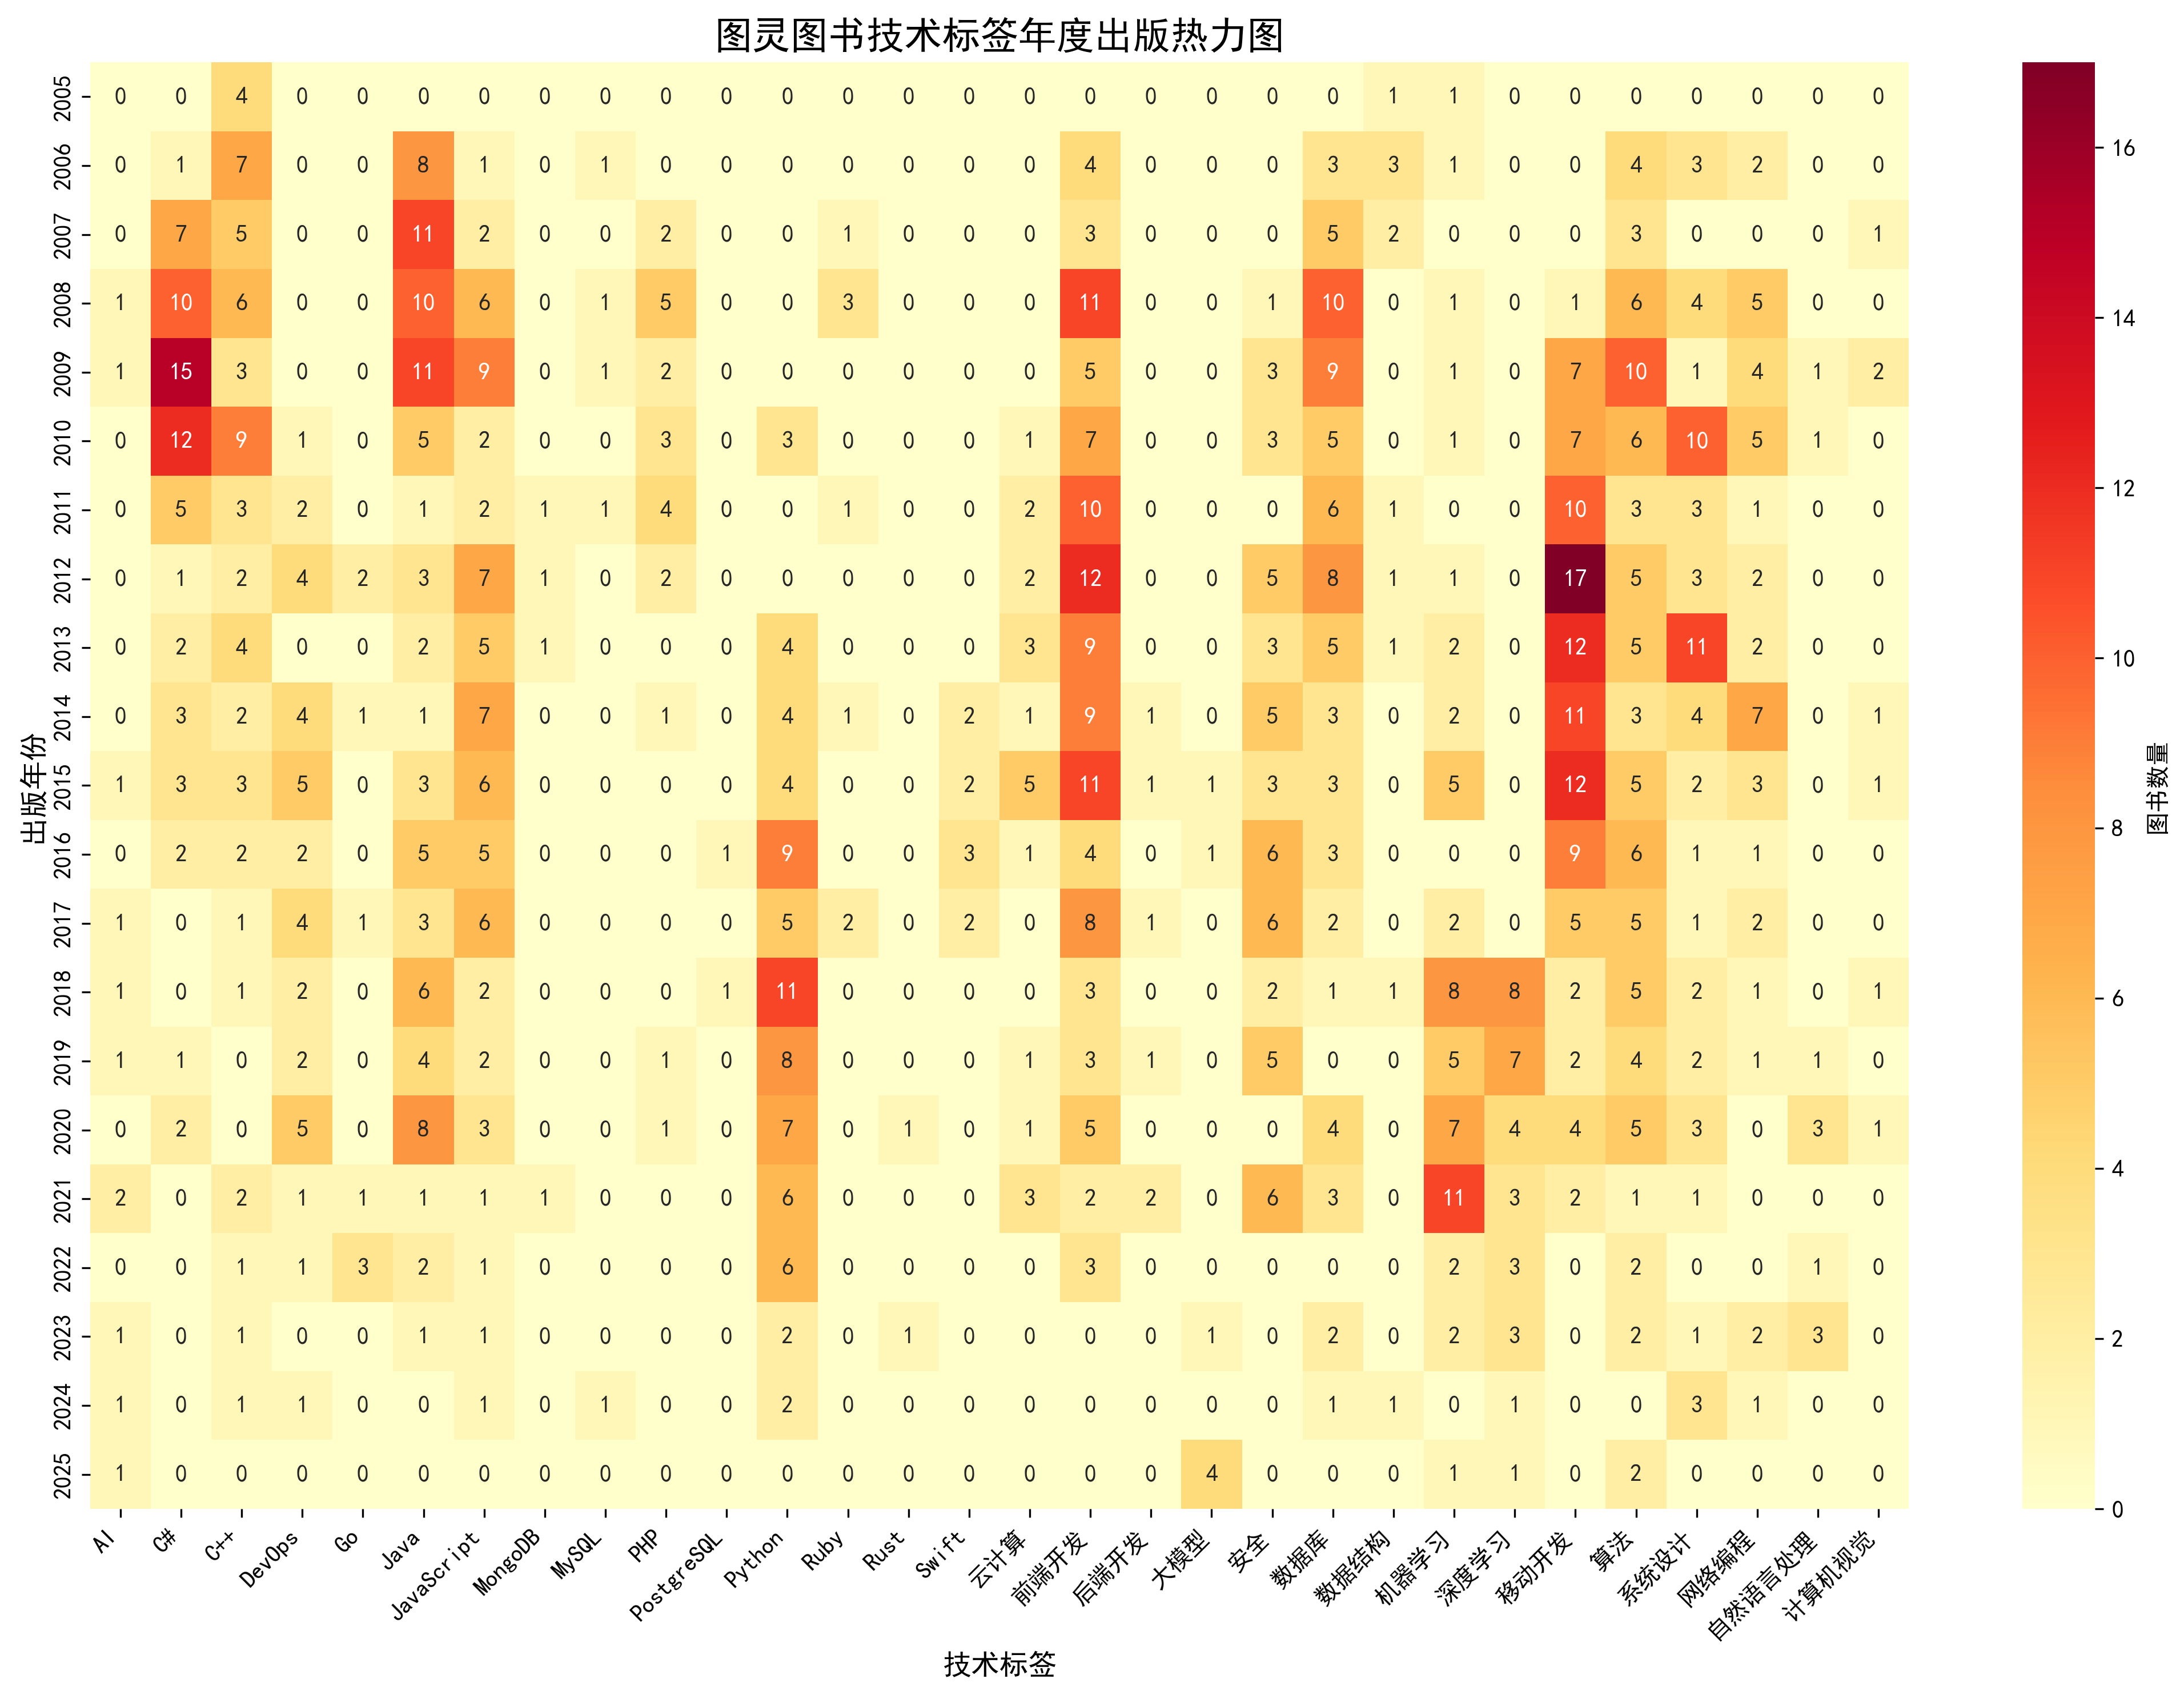 图灵图书技术标签年度出版热力图
2005 0 0 4 0 0 0 0 0 0 0 0 0 0 0 0 0 0 0 0 0 0 1 1 0 0 0 0 0 0 0
2006 0 1 7 0 0 8 1 0 1 0 0 0 0 0 0 0 4 0 0 0 3 3 1 0 0 4 3 2 0 0
2007 0 7 5 0 0 11 2 0 0 2 0 0 1 0 0 0 3 0 0 0 5 2 0 0 0 3 0 0 0 1
2008 1 10 6 0 0 10 6 0 1 5 0 0 3 0 0 0 11 0 0 1 10 0 1 0 1 6 4 5 0 0
2009 1 15 3 0 0 11 9 0 1 2 0 0 0 0 0 0 5 0 0 3 9 0 1 0 7 10 1 4 1 2
2010 0 12 9 1 0 5 2 0 0 3 0 3 0 0 0 1 7 0 0 3 5 0 1 0 7 6 10 5 1 0
2011 0 5 3 2 0 1 2 1 1 4 0 0 1 0 0 2 10 0 0 0 6 1 0 0 10 3 3 1 0 0
2012 0 1 2 4 2 3 7 1 0 2 0 0 0 0 0 2 12 0 0 5 8 1 1 0 17 5 3 2 0 0
2013 0 2 4 0 0 2 5 1 0 0 0 4 0 0 0 3 9 0 0 3 5 1 2 0 12 5 11 2 0 0
2014 0 3 2 4 1 1 7 0 0 1 0 4 1 0 2 1 9 1 0 5 3 0 2 0 11 3 4 7 0 1
2015 1 3 3 5 0 3 6 0 0 0 0 4 0 0 2 5 11 1 1 3 3 0 5 0 12 5 2 3 0 1
2016 0 2 2 2 0 5 5 0 0 0 1 9 0 0 3 1 4 0 1 6 3 0 0 0 9 6 1 1 0 0
2017 1 0 1 4 1 3 6 0 0 0 0 5 2 0 2 0 8 1 0 6 2 0 2 0 5 5 1 2 0 0
2018 1 0 1 2 0 6 2 0 0 0 1 11 0 0 0 0 3 0 0 2 1 1 8 8 2 5 2 1 0 1
2019 1 1 0 2 0 4 2 0 0 1 0 8 0 0 0 1 3 1 0 5 0 0 5 7 2 4 2 1 1 0
2020 0 2 0 5 0 8 3 0 0 1 0 7 0 1 0 1 5 0 0 0 4 0 7 4 4 5 3 0 3 1
2021 2 0 2 1 1 1 1 1 0 0 0 6 0 0 0 3 2 2 0 6 3 0 11 3 2 1 1 0 0 0
2022 0 0 1 1 3 2 1 0 0 0 0 6 0 0 0 0 3 0 0 0 0 0 2 3 0 2 0 0 1 0
2023 1 0 1 0 0 1 1 0 0 0 0 2 0 1 0 0 0 0 1 0 2 0 2 3 0 2 1 2 3 0
2024 1 0 1 1 0 0 1 0 1 0 0 2 0 0 0 0 0 0 0 0 1 1 0 1 0 0 3 1 0 0
2025 1 0 0 0 0 0 0 0 0 0 0 0 0 0 0 0 0 0 4 0 0 0 1 1 0 2 0 0 0 0
AI C# C++ DevOps Go Java JavaScript MongoDB MySQL PHP PostgreSQL Python Ruby Rust Swift 云计算 前端开发 后端开发 大模型 安全 数据库 数据结构 机器学习 深度学习 移动开发 算法 系统设计 网络编程 自然语言处理 计算机视觉
技术标签
出版年份
16
14
12
10
8
6
4
2
0
图书数量